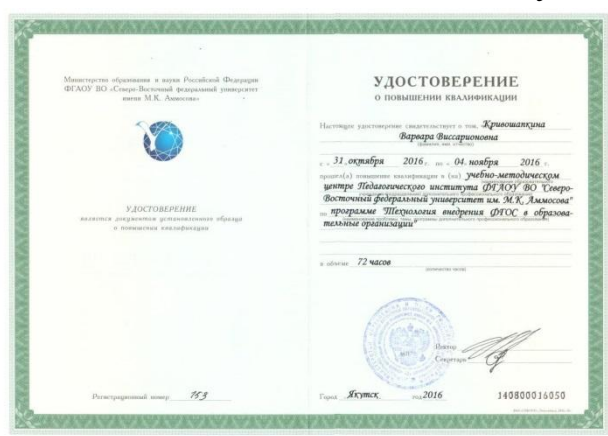 Министерство образования и науки Российской Федерации
ФГАОУ ВО «Северо-Восточный федеральный университет
имени М.К. Аммосова»
УДОСТОВЕРЕНИЕ
является документом установленного образца
о повышении квалификации
Регистрационный номер 753
УДОСТОВЕРЕНИЕ
О ПОВЫШЕНИИ КВАЛИФИКАЦИИ
Настоящее удостоверение свидетельствует о том, Кривошапкина
Варвара Виссарионовна
(фамилия, имя, отчество)
с « 31 октября 2016 г. по « 04 ноября 2016 г.
прошел(а) повышение квалификации в (на) учебно-методическом
центре Педагогического института ФГАОУ ВО "Северо-
Восточный федеральный университет им. М.К. Аммосова"
по программе "Технология внедрения ФГОС в образова-
тельные организации"
в объеме 72 часов
(количество часов)
Ректор
Секретарь
Город Якутск год 2016
140800016050